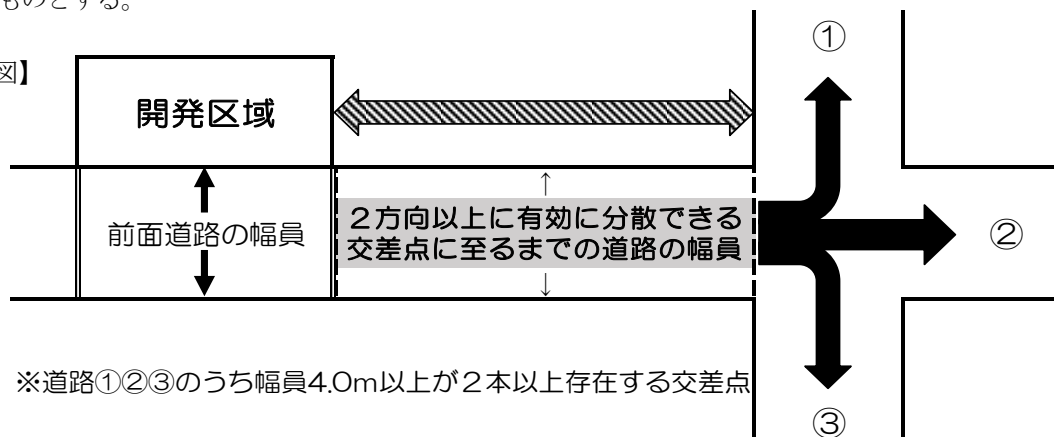 ものとする。
①
図】
開発区域
2方向以上に有効に分散できる
前面道路の幅員
交差点に至るまでの道路の幅員
②
※道路①②③のうち幅員4.0m以上が2本以上存在する交差点
③